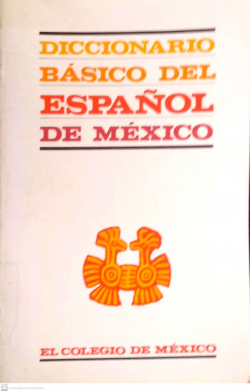 DICCIONARIO
BÁSICO DEL
ESPAÑOL
DE MÉXICO
EL COLEGIO DE MÉXICO